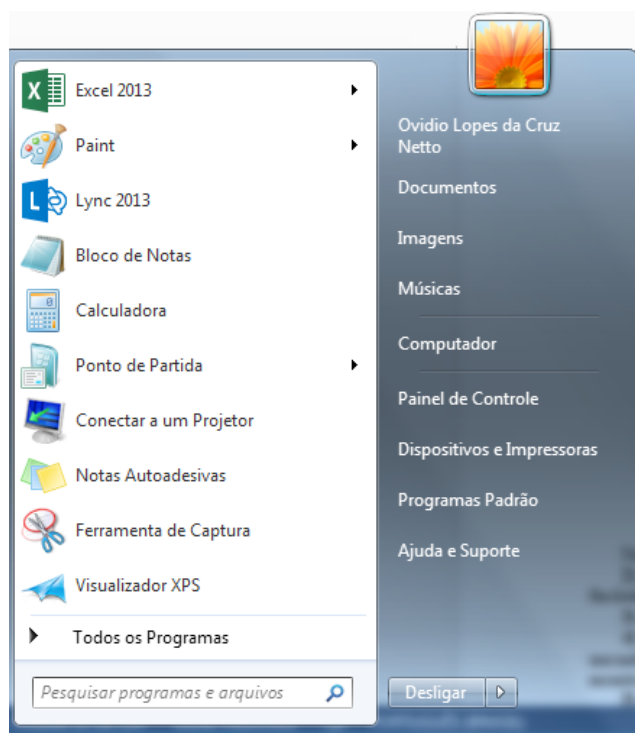 Excel 2013
Paint
Lync 2013
Bloco de Notas
Calculadora
Ponto de Partida
Conectar a um Projetor
Notas Autoadesivas
Ferramenta de Captura
Visualizador XPS
Todos os Programas
Pesquisar programas e arquivos
Ovidio Lopes da Cruz
Netto
Documentos
Imagens
Músicas
Computador
Painel de Controle
Dispositivos e Impressoras
Programas Padrão
Ajuda e Suporte
Desligar